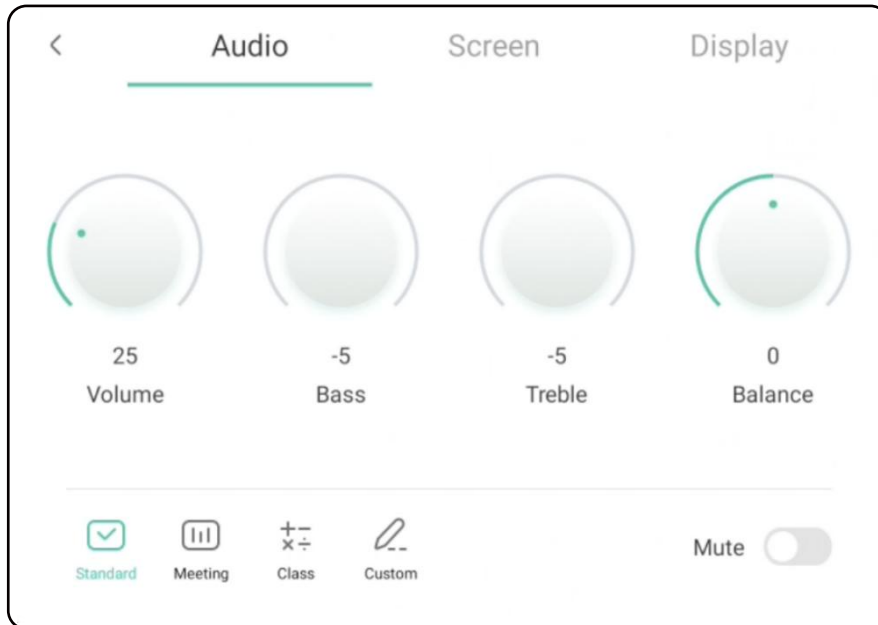 Audio Screen Display
25 -5 -5 0
Volume Bass Treble Balance
Mute
Standard Meeting Class Custom